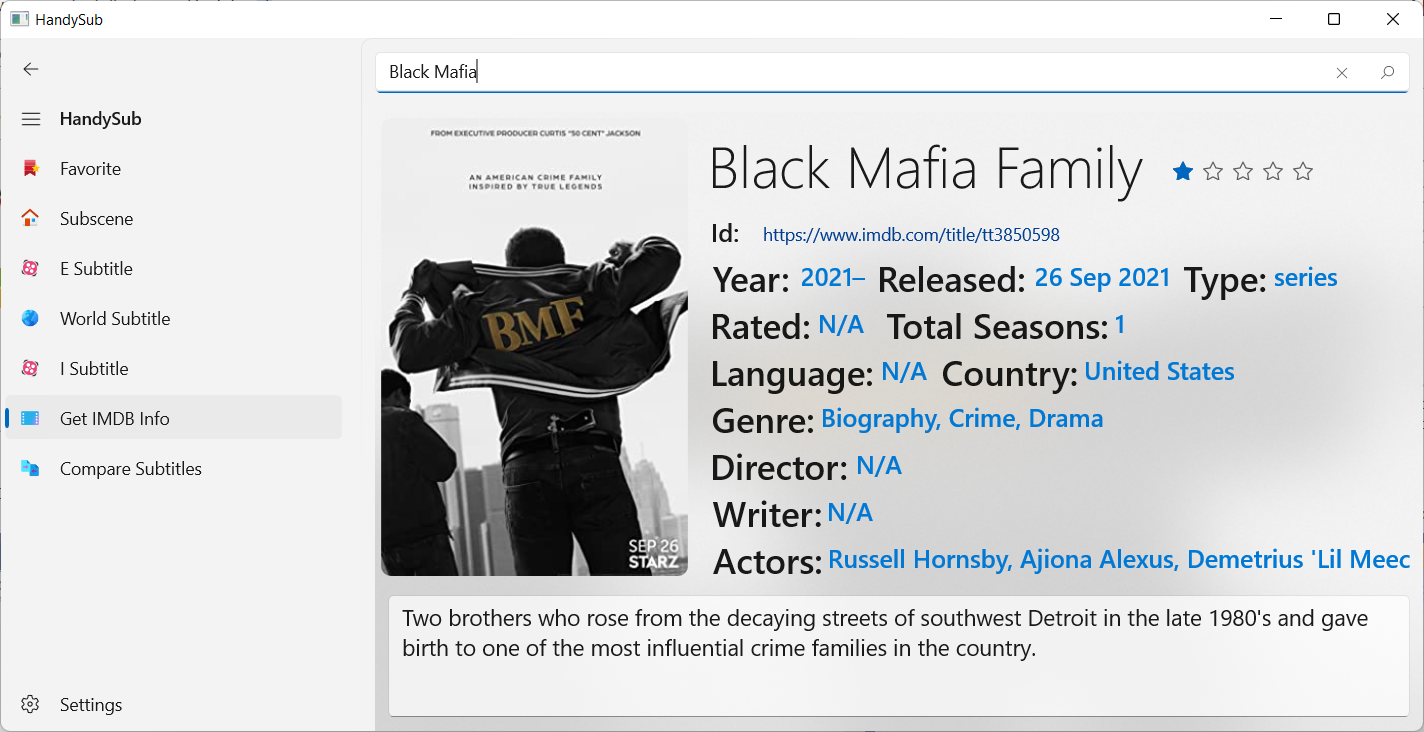 HandySub
HandySub
Favorite
Subscene
E Subtitle
World Subtitle
I Subtitle
Get IMDB Info
Compare Subtitles
Settings
Black Mafia
FROM EXECUTIVE PRODUCER CURTIS "50 CENT" JACKSON
AN AMERICAN CRIME FAMILY
INSPIRED BY TRUE LEGENDS
BMF
SEP 26
STARZ
Black Mafia Family
Id: https://www.imdb.com/title/tt3850598
Year: 2021– Released: 26 Sep 2021 Type: series
Rated: N/A Total Seasons: 1
Language: N/A Country: United States
Genre: Biography, Crime, Drama
Director: N/A
Writer: N/A
Actors: Russell Hornsby, Ajiona Alexus, Demetrius 'Lil Meec
Two brothers who rose from the decaying streets of southwest Detroit in the late 1980's and gave
birth to one of the most influential crime families in the country.